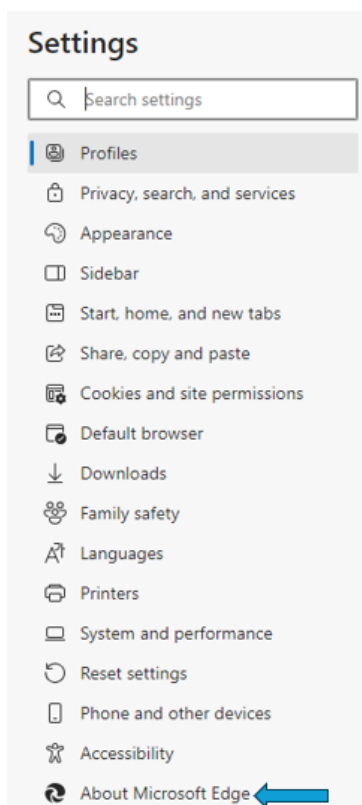 Settings
Search settings
Profiles
Privacy, search, and services
Appearance
Sidebar
Start, home, and new tabs
Share, copy and paste
Cookies and site permissions
Default browser
Downloads
Family safety
Languages
Printers
System and performance
Reset settings
Phone and other devices
Accessibility
About Microsoft Edge